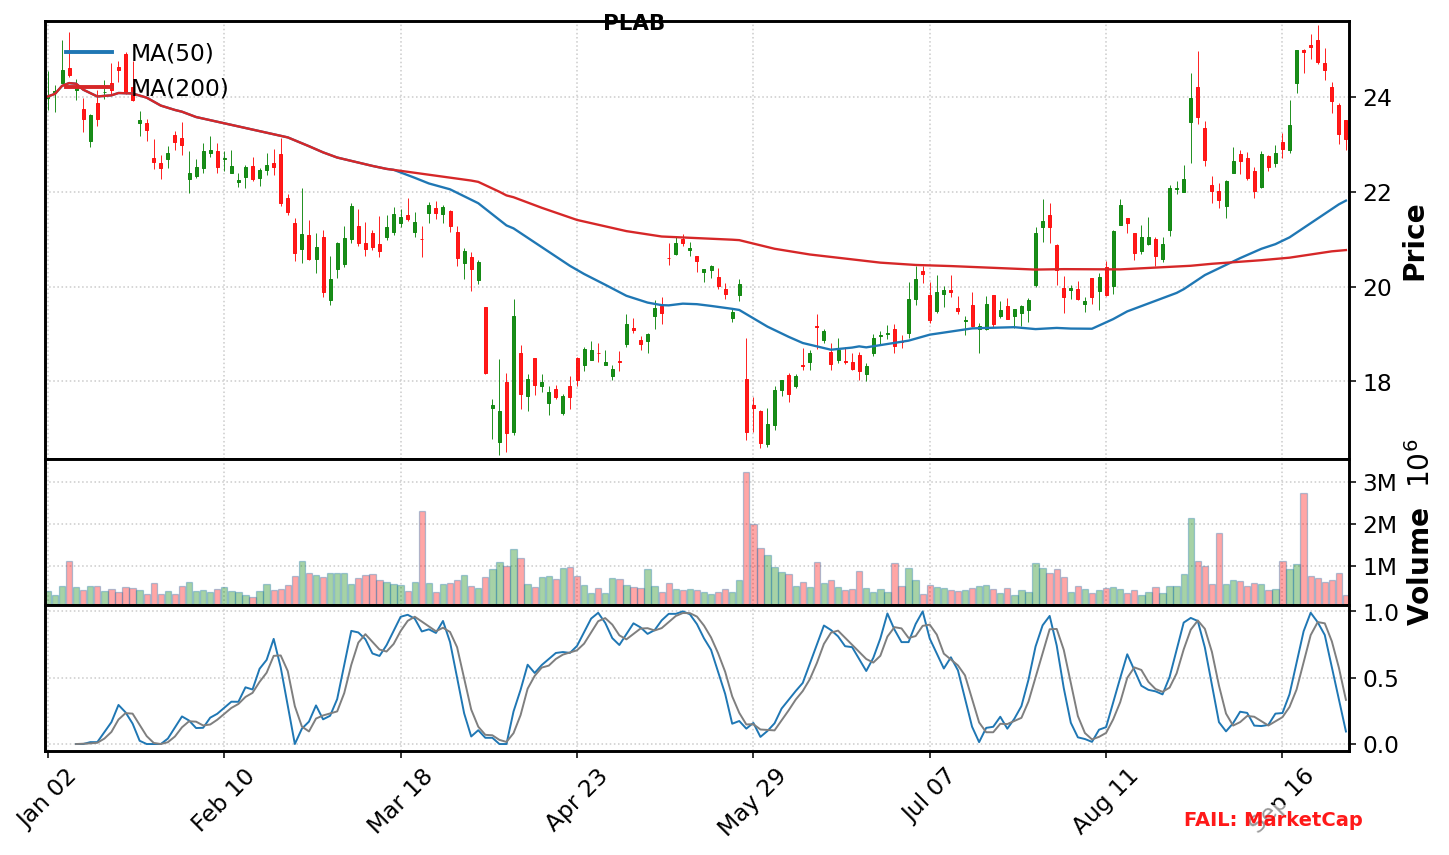 PLAB
MA(50)
MA(200)
24
22
20
18
Price
3M
2M
1M
Volume 10^6
1.0
0.5
0.0
Jan 02
Feb 10
Mar 18
Apr 23
May 29
Jul 07
Aug 11
Sep 16
FAIL: MarketCap